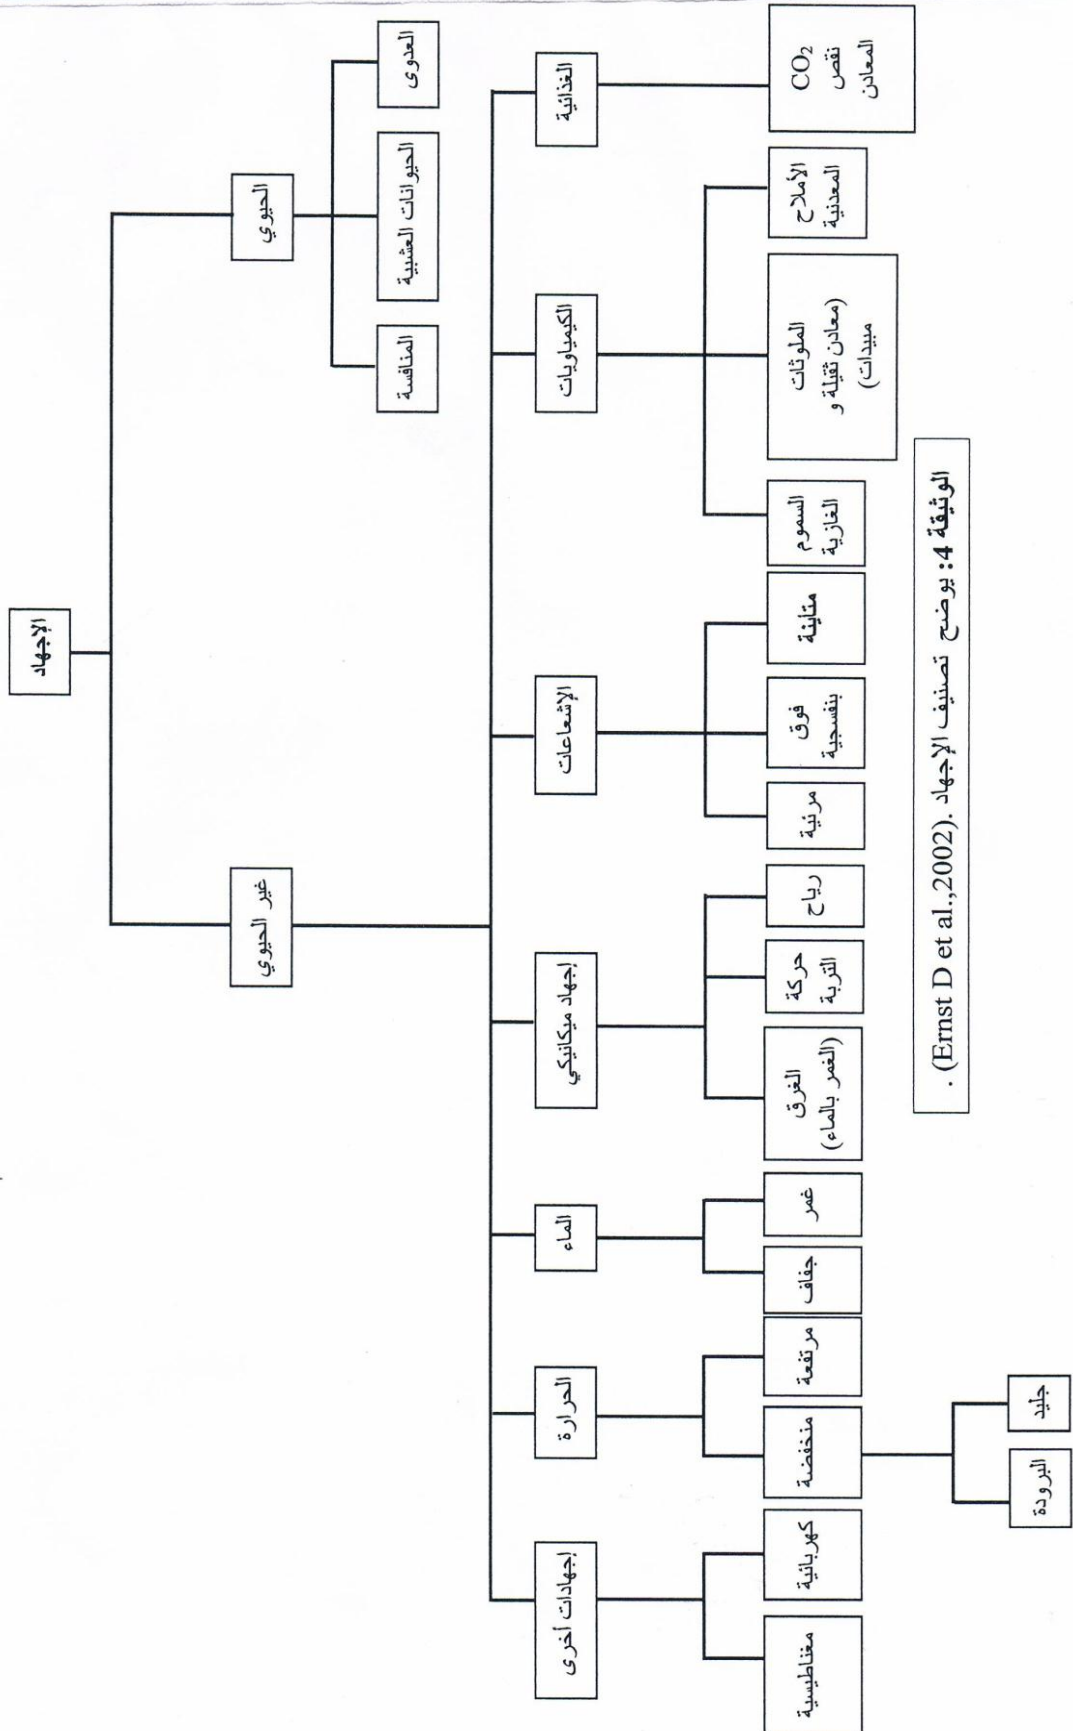 الإجهاد
الحيوي
غير الحيوي
العدوى
الحيوانات العشبية
المنافسة
الغذائية
الكيمياويات
الإشعاعات
إجهاد ميكانيكي
الماء
الحرارة
إجهادات أخرى
CO₂
نقص
المعادن
الأملاح
المعدنية
الملوثات
(معادن ثقيلة و
مبيدات)
السموم
الغازية
متاينة
فوق
بنفسجية
مرئية
رياح
حركة
التربة
الغرق
(الغمر بالماء)
غمر
جفاف
مرتفعة
منخفضة
كهربائية
مغناطيسية
جليد
البرودة
الوثيقة 4: يوضح تصنيف الإجهاد .(Ernst D et al.,2002) .